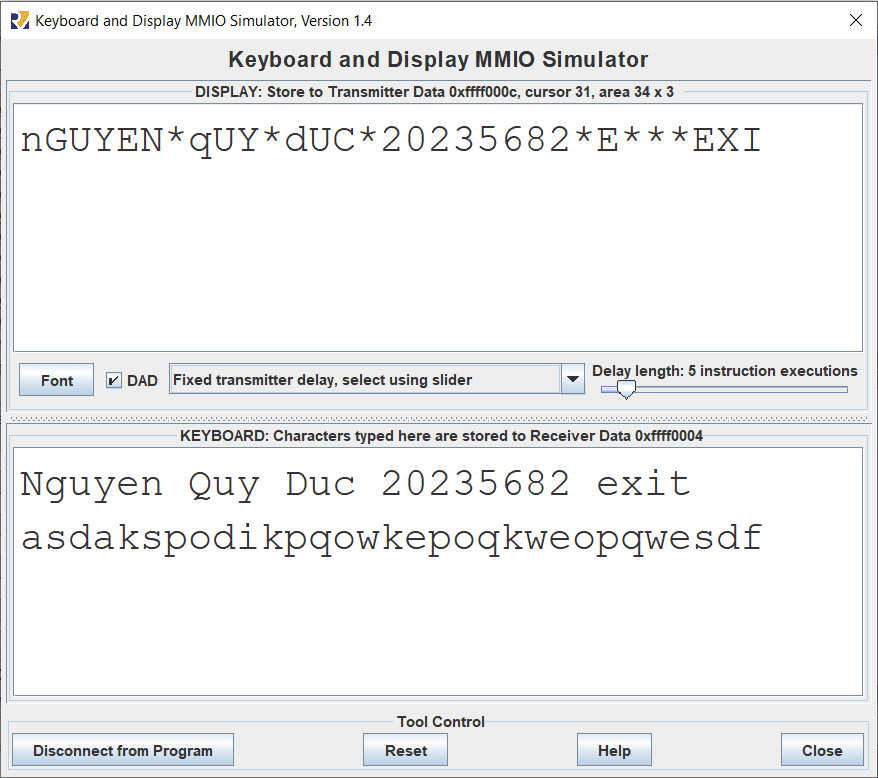 Keyboard and Display MMIO Simulator, Version 1.4
Keyboard and Display MMIO Simulator
DISPLAY: Store to Transmitter Data 0xffff000c, cursor 31, area 34 x 3
nGUYEN*qUY*dUC*20235682*E***EXI
Font
DAD
Fixed transmitter delay, select using slider
Delay length: 5 instruction executions
KEYBOARD: Characters typed here are stored to Receiver Data 0xffff0004
Nguyen Quy Duc 20235682 exit
asdakspodikpqowkepoqkweopqwesdf
Tool Control
Disconnect from Program
Reset
Help
Close